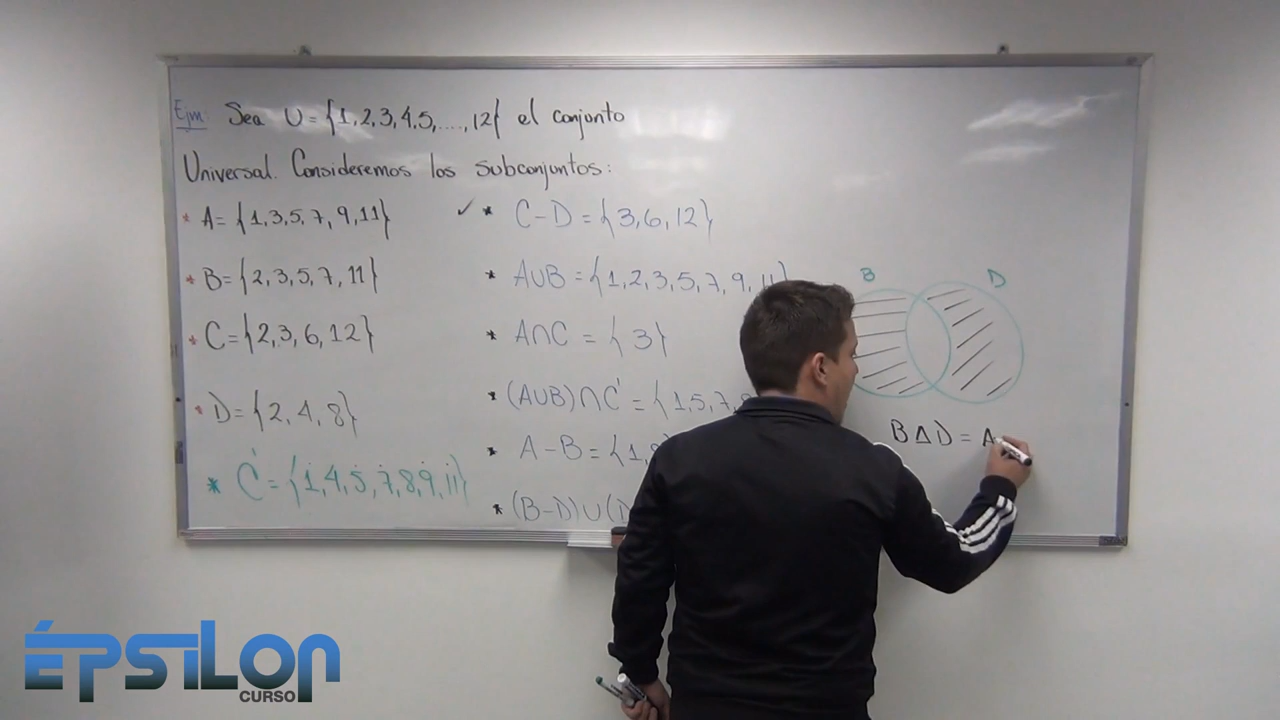 Ejm Sea U = {1,2,3,4,5,....,12} el conjunto
Universal. Consideremos los subconjuntos:
* A= {1,3,5,7,9,11}
* B= {2,3,5,7,11}
* C= {2,3,6,12}
* D= {2,4,8}
* C' = {1,4,5,7,8,9,11}
✓ * C-D = {3,6,12}
* A∪B = {1,2,3,5,7,9,11}
* A∩C = {3}
* (A∪B)∩C' = {1,5,7,
* A-B = {1,9
* (B-D)∪(D
B D
B Δ D = A
ÉPSILON
CURSO